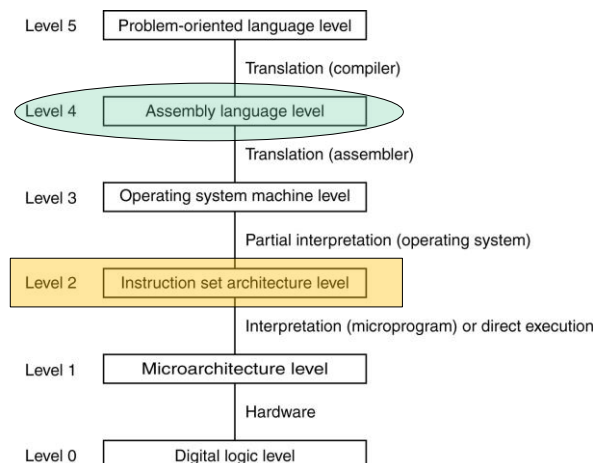 Level 5 Problem-oriented language level
Translation (compiler)
Level 4 Assembly language level
Translation (assembler)
Level 3 Operating system machine level
Partial interpretation (operating system)
Level 2 Instruction set architecture level
Interpretation (microprogram) or direct execution
Level 1 Microarchitecture level
Hardware
Level 0 Digital logic level